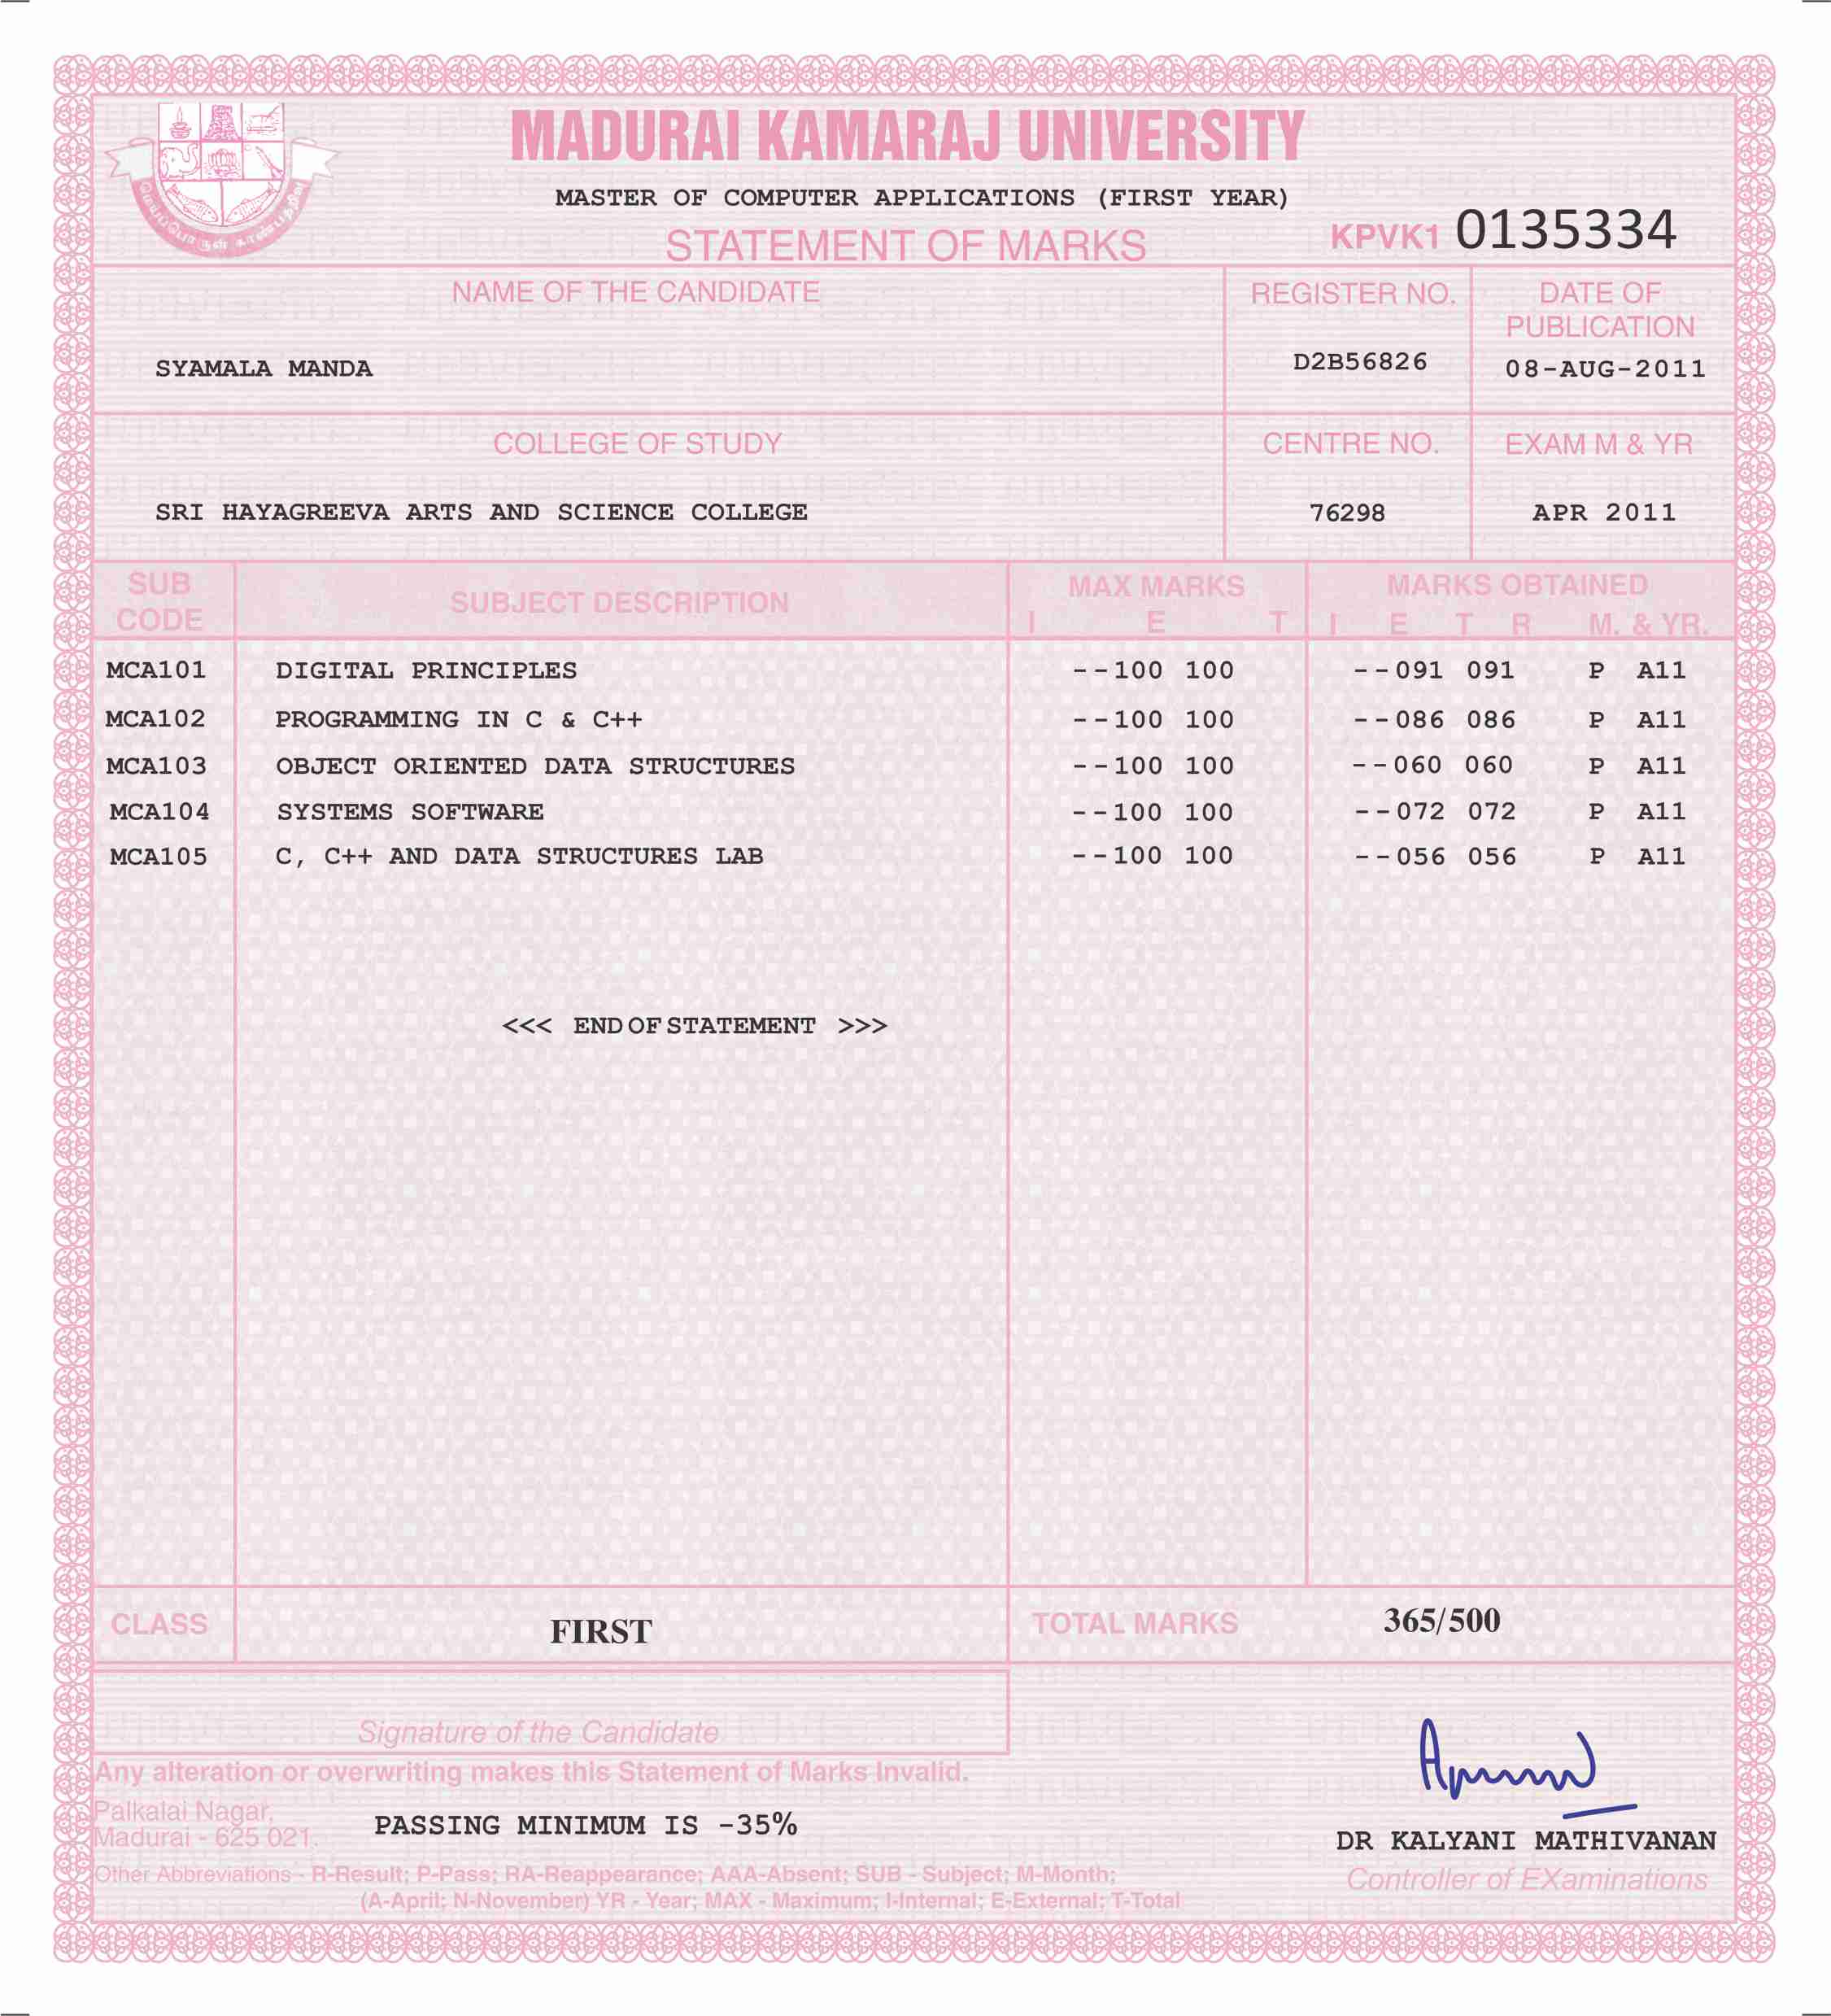 MADURAI KAMARAJ UNIVERSITY
MASTER OF COMPUTER APPLICATIONS (FIRST YEAR)
STATEMENT OF MARKS
KPVK1 0135334
NAME OF THE CANDIDATE
SYAMALA MANDA
REGISTER NO.
D2B56826
DATE OF
PUBLICATION
08-AUG-2011
COLLEGE OF STUDY
SRI HAYAGREEVA ARTS AND SCIENCE COLLEGE
CENTRE NO.
76298
EXAM M & YR
APR 2011
SUB CODE SUBJECT DESCRIPTION MAX MARKS MARKS OBTAINED
I E T I E T R M. & YR.
MCA101 DIGITAL PRINCIPLES --100 100 --091 091 P A11
MCA102 PROGRAMMING IN C & C++ --100 100 --086 086 P A11
MCA103 OBJECT ORIENTED DATA STRUCTURES --100 100 --060 060 P A11
MCA104 SYSTEMS SOFTWARE --100 100 --072 072 P A11
MCA105 C, C++ AND DATA STRUCTURES LAB --100 100 --056 056 P A11
<<< END OF STATEMENT >>>
CLASS FIRST TOTAL MARKS 365/500
Signature of the Candidate
Any alteration or overwriting makes this Statement of Marks Invalid.
Palkalai Nagar,
Madurai - 625 021.
PASSING MINIMUM IS -35%
DR KALYANI MATHIVANAN
Controller of EXaminations
Other Abbreviations - R-Result; P-Pass; RA-Reappearance; AAA-Absent; SUB - Subject; M-Month;
(A-April; N-November) YR - Year; MAX - Maximum; I-Internal; E-External; T-Total